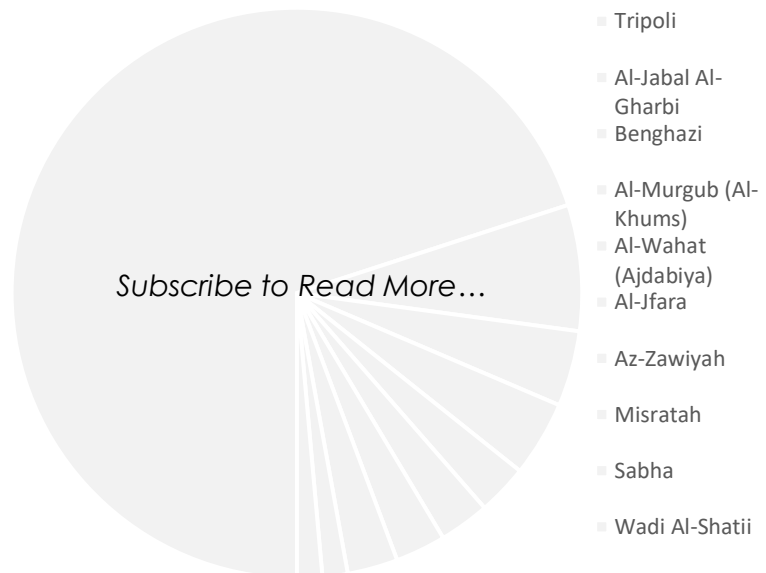 Subscribe to Read More…
Tripoli
Al-Jabal Al-
Gharbi
Benghazi
Al-Murgub (Al-
Khums)
Al-Wahat
(Ajdabiya)
Al-Jfara
Az-Zawiyah
Misratah
Sabha
Wadi Al-Shatii